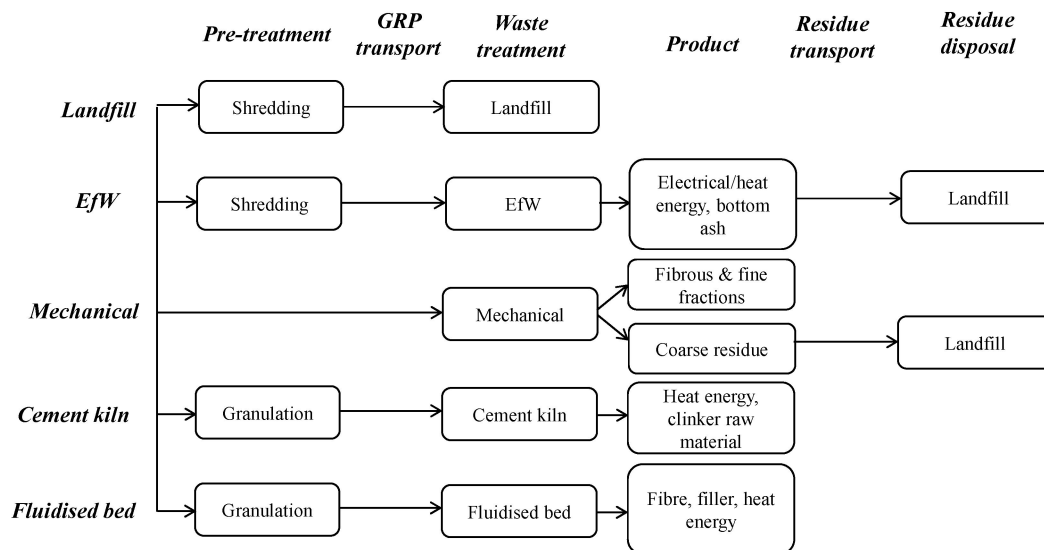 Pre-treatment
GRP
transport
Waste
treatment
Product
Residue
transport
Residue
disposal
Landfill
Shredding
Landfill
EfW
Shredding
EfW
Electrical/heat
energy, bottom
ash
Landfill
Mechanical
Mechanical
Fibrous & fine
fractions
Coarse residue
Landfill
Cement kiln
Granulation
Cement kiln
Heat energy,
clinker raw
material
Fluidised bed
Granulation
Fluidised bed
Fibre, filler, heat
energy